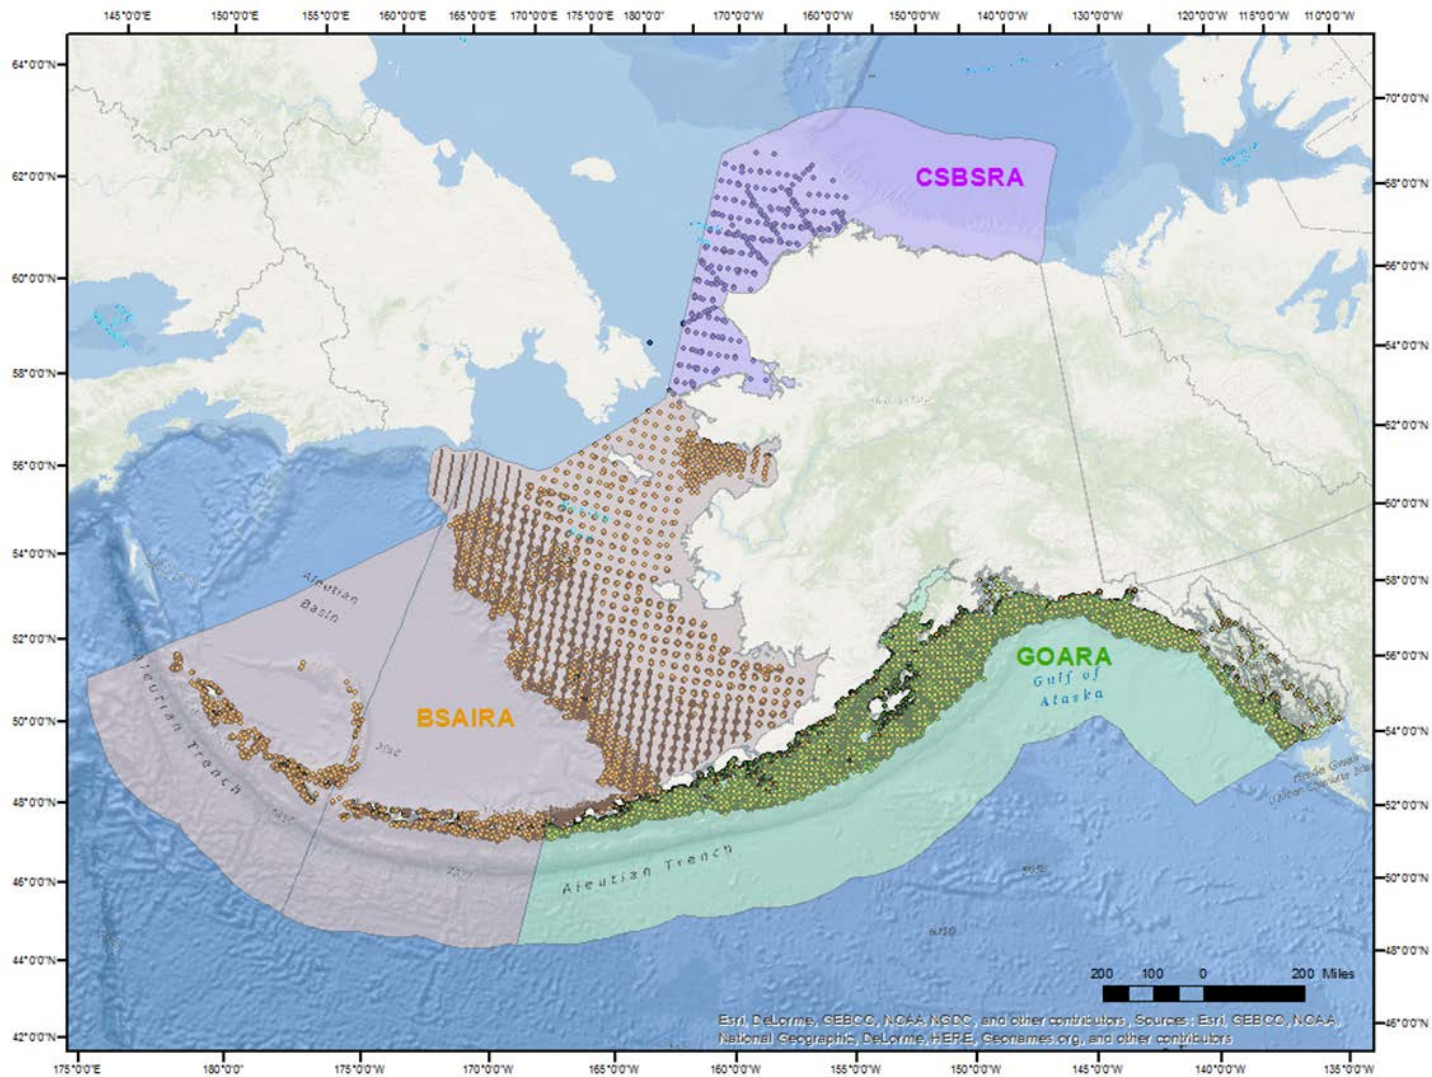 145°0'0"E 150°0'0"E 155°0'0"E 160°0'0"E 165°0'0"E 170°0'0"E 175°0'0"E 180°0'0" 170°0'0"W 160°0'0"W 150°0'0"W 140°0'0"W 130°0'0"W 120°0'0"W 115°0'0"W 110°0'0"W
64°0'0"N
70°0'0"N
CSBSRA
62°0'0"N
68°0'0"N
60°0'0"N
66°0'0"N
64°0'0"N
58°0'0"N
62°0'0"N
56°0'0"N
60°0'0"N
54°0'0"N
58°0'0"N
Aleutian
Basin
52°0'0"N
56°0'0"N
GOARA
Gulf of
Alaska
Aleutian Trench
BSAIRA
50°0'0"N
54°0'0"N
48°0'0"N
52°0'0"N
Aleutian Trench
46°0'0"N
50°0'0"N
44°0'0"N
48°0'0"N
200 100 0 200 Miles
Esri, DeLorme, GEBCO, NOAA NGDC, and other contributors, Sources: Esri, GEBCO, NOAA,
National Geographic, DeLorme, HERE, Geonames.org, and other contributors
42°0'0"N
46°0'0"N
175°0'0"E 180°0'0" 175°0'0"W 170°0'0"W 165°0'0"W 160°0'0"W 155°0'0"W 150°0'0"W 145°0'0"W 140°0'0"W 135°0'0"W